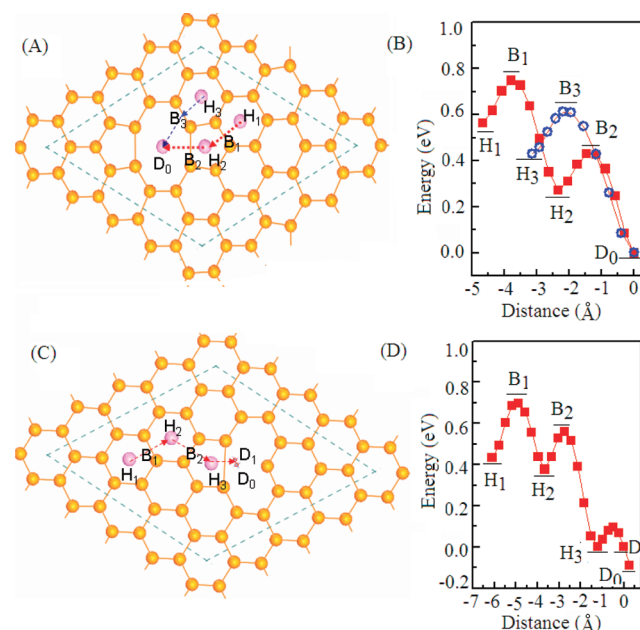 (A)
H3
B3
H1
B1
D0
B2
H2
(B)
Energy (eV)
1.0
0.8
0.6
0.4
0.2
0.0
B1
B3
B2
H1
H3
H2
D0
-5 -4 -3 -2 -1 0
Distance (Å)
(C)
H2
H1
B1
B2
H3
D1
D0
(D)
Energy (eV)
1.0
0.8
0.6
0.4
0.2
0.0
-0.2
B1
B2
H1
H2
H3
D
D0
-7 -6 -5 -4 -3 -2 -1 0
Distance (Å)